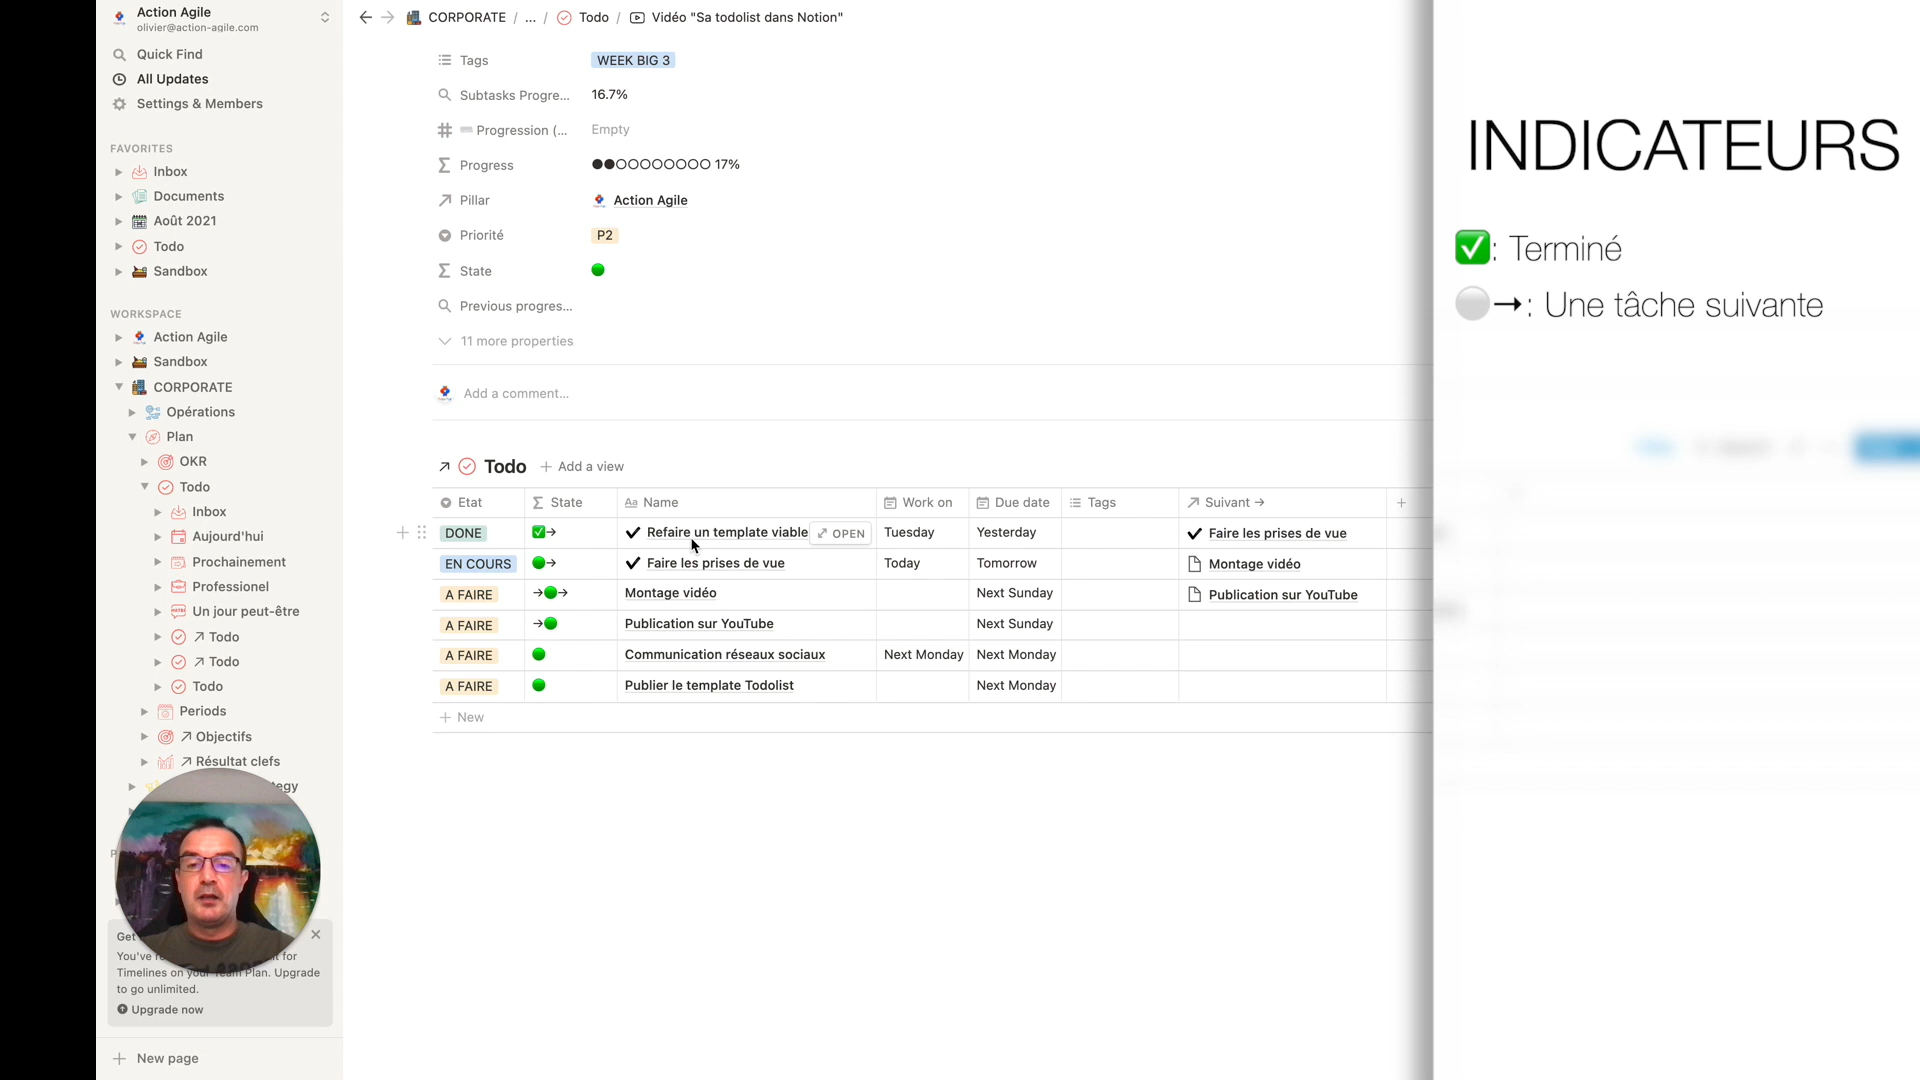 Action Agile
olivier@action-agile.com
Quick Find
All Updates
Settings & Members
FAVORITES
Inbox
Documents
Août 2021
Todo
Sandbox
WORKSPACE
Action Agile
Sandbox
CORPORATE
Opérations
Plan
OKR
Todo
Inbox
Aujourd'hui
Prochainement
Professionel
Un jour peut-être
Todo
Todo
Todo
Periods
Objectifs
Résultat clefs
Get
You've
t for
Timelines on your Team Plan. Upgrade
to go unlimited.
Upgrade now
New page
CORPORATE / ... / Todo / Vidéo "Sa todolist dans Notion"
Tags WEEK BIG 3
Subtasks Progre... 16.7%
Progression (... Empty
Progress ●●○○○○○○○○ 17%
Pillar Action Agile
Priorité P2
State 🟢
Previous progres...
11 more properties
Add a comment...
↗ Todo + Add a view
Etat Σ State Aa Name Work on Due date Tags ↗ Suivant →
DONE ✅→ ✔ Refaire un template viable OPEN Tuesday Yesterday ✔ Faire les prises de vue
EN COURS 🟢→ ✔ Faire les prises de vue Today Tomorrow Montage vidéo
A FAIRE →🟢→ Montage vidéo Next Sunday Publication sur YouTube
A FAIRE →🟢 Publication sur YouTube Next Sunday
A FAIRE 🟢 Communication réseaux sociaux Next Monday Next Monday
A FAIRE 🟢 Publier le template Todolist Next Monday
+ New
INDICATEURS
✅: Terminé
⚪→: Une tâche suivante